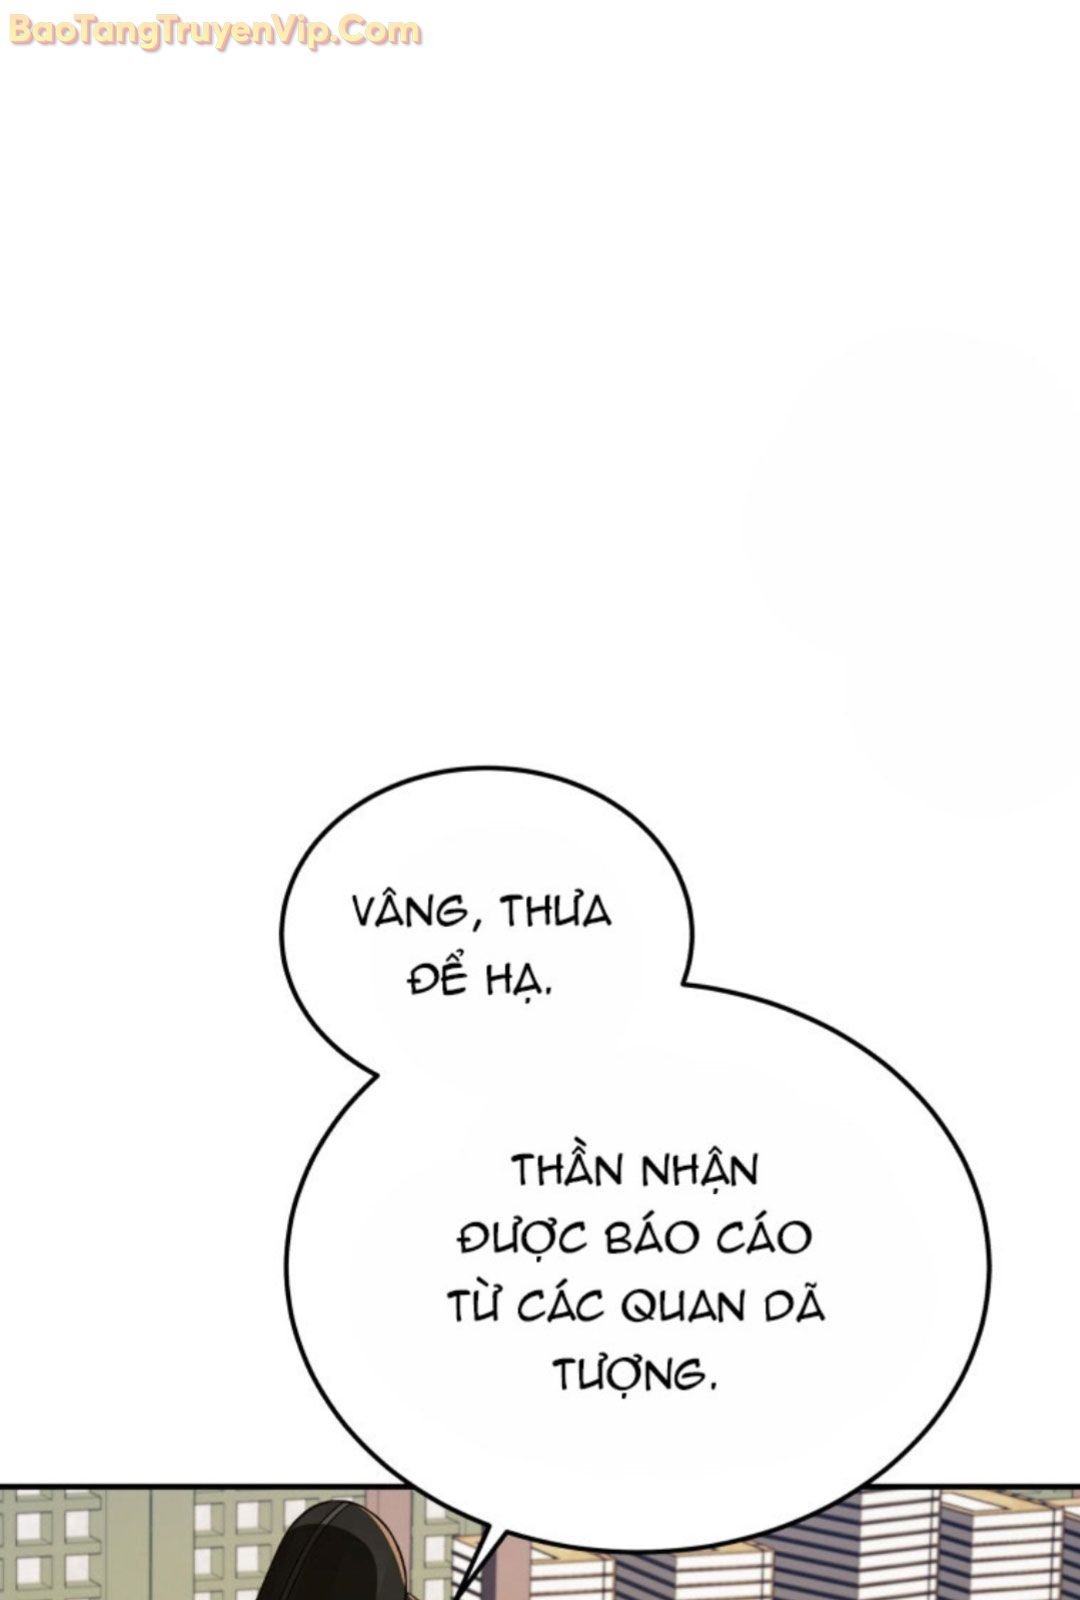 BaoTangTruyenVip.Com
VÂNG, THƯA
ĐỂ HẠ.
THẦN NHẬN
ĐƯỢC BÁO CÁO
TỪ CÁC QUAN DÃ
TƯỢNG.